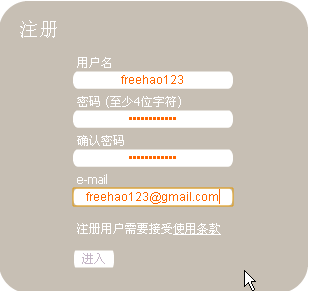 注册
用户名
freehao123
密码 (至少4位字符)
************
确认密码
************
e-mail
freehao123@gmail.com
注册用户需要接受使用条款
进入